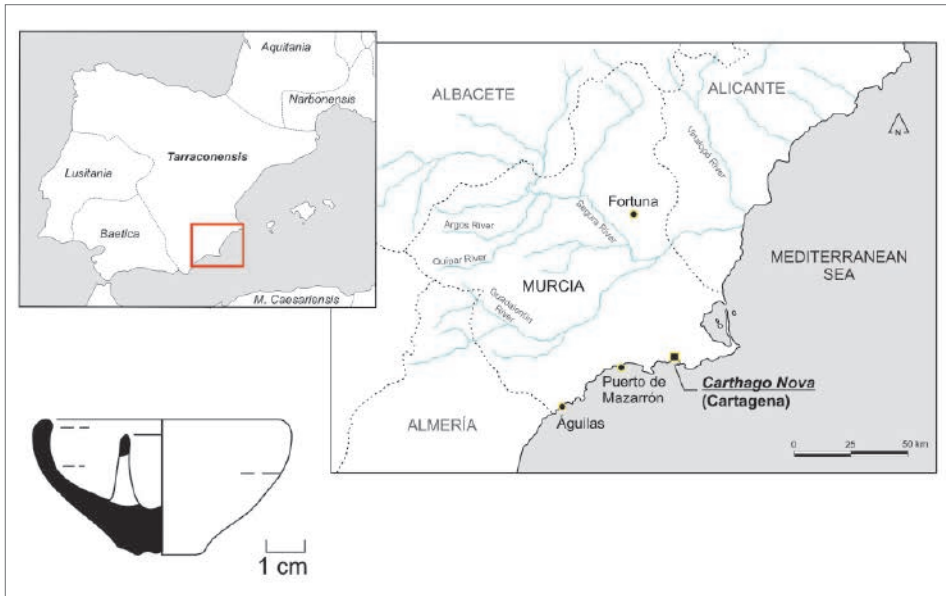 Aquitania
Narbonensis
Tarraconensis
Lusitania
Baetica
M. Caesariensis
ALBACETE
ALICANTE
N
Vinalopó River
Fortuna
Segura River
Argos River
Quipar River
MEDITERRANEAN
SEA
MURCIA
Guadalentín
River
Puerto de
Mazarrón
Carthago Nova
(Cartagena)
Águilas
ALMERÍA
0 25 50 km
1 cm